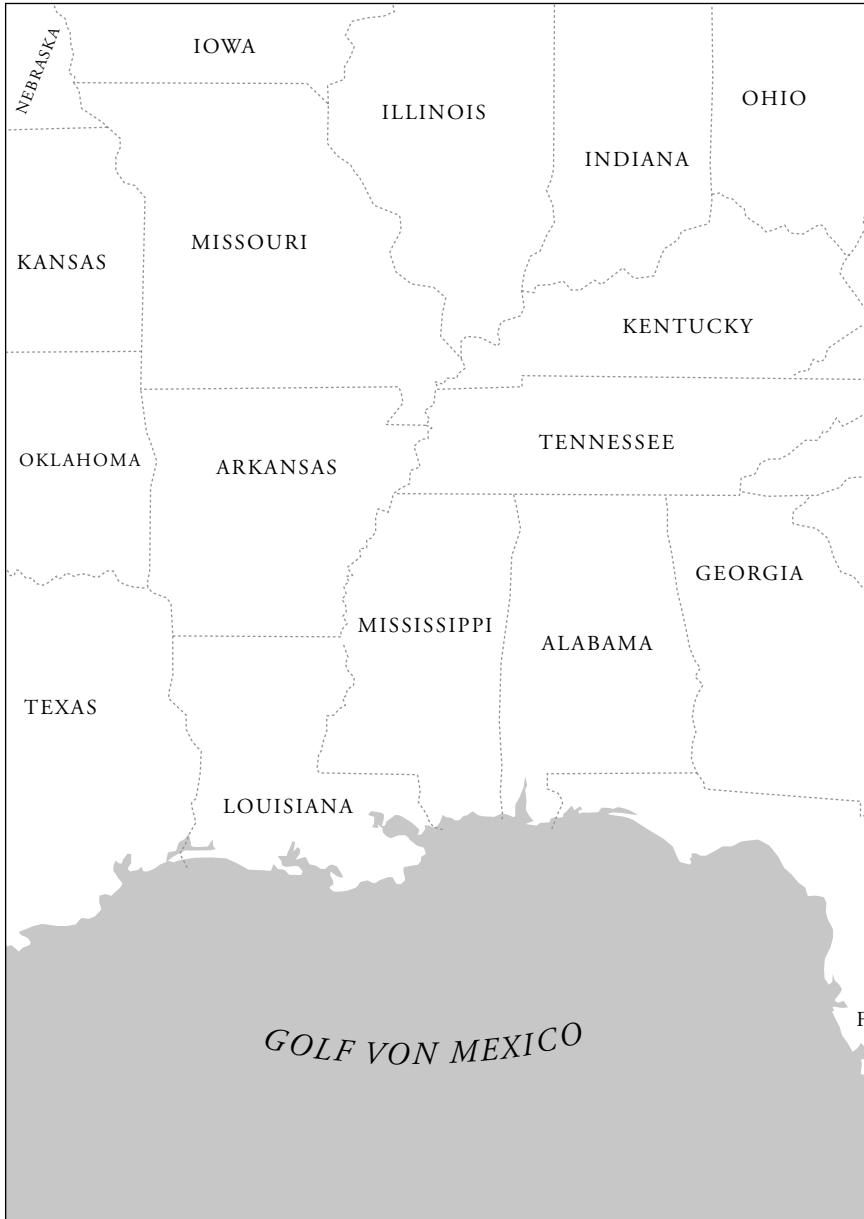 NEBRASKA
IOWA
ILLINOIS
OHIO
INDIANA
MISSOURI
KANSAS
KENTUCKY
TENNESSEE
OKLAHOMA
ARKANSAS
GEORGIA
MISSISSIPPI
ALABAMA
TEXAS
LOUISIANA
F
GOLF VON MEXICO